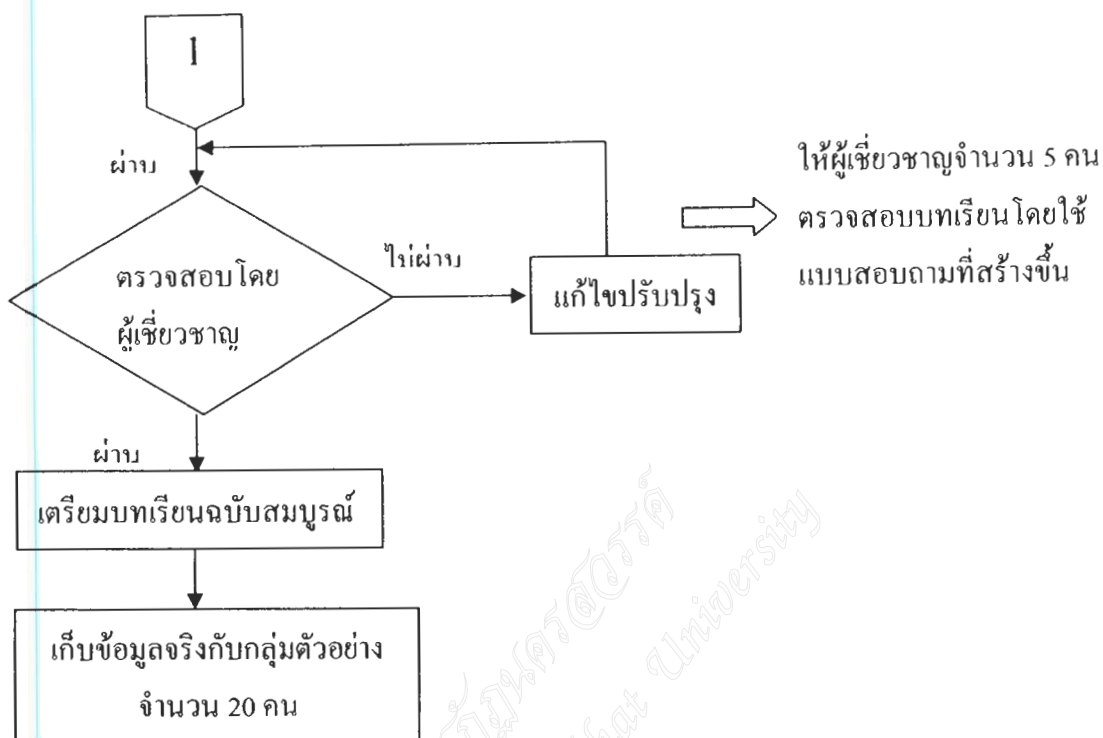 1
ผ่าน
ให้ผู้เชี่ยวชาญจำนวน 5 คน
ตรวจสอบบทเรียนโดยใช้
แบบสอบถามที่สร้างขึ้น
ตรวจสอบโดย
ผู้เชี่ยวชาญ
ไม่ผ่าน
แก้ไขปรับปรุง
ผ่าน
เตรียมบทเรียนฉบับสมบูรณ์
เก็บข้อมูลจริงกับกลุ่มตัวอย่าง
จำนวน 20 คน
University